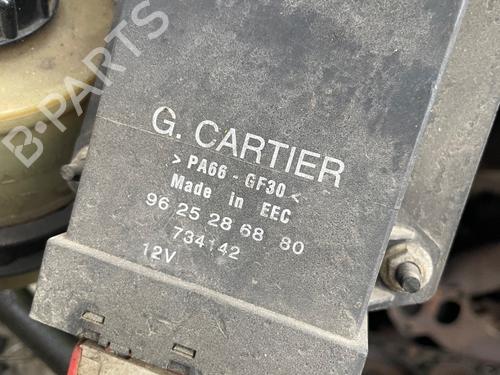 B-PARTS
G. CARTIER
> PA66 - GF30 <
Made in EEC
96 25 28 68 80
734142
12V